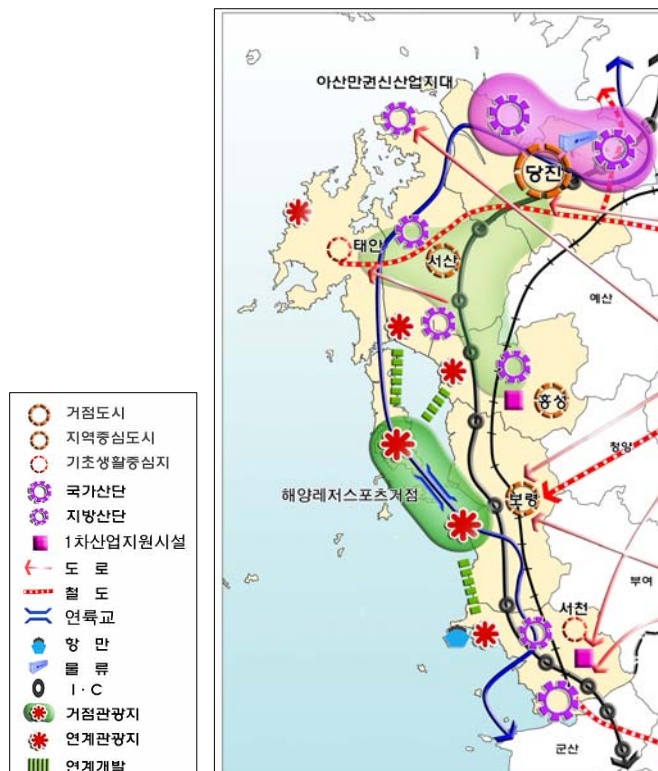 아산만권신산업지대
당진
태안
서산
예산
홍성
청양
해양레저스포츠거점
보령
부여
서천
군산
거점도시
지역중심도시
기초생활중심지
국가산단
지방산단
1차산업지원시설
도 로
철 도
연륙교
항 만
물 류
I·C
거점관광지
연계관광지
연계개발